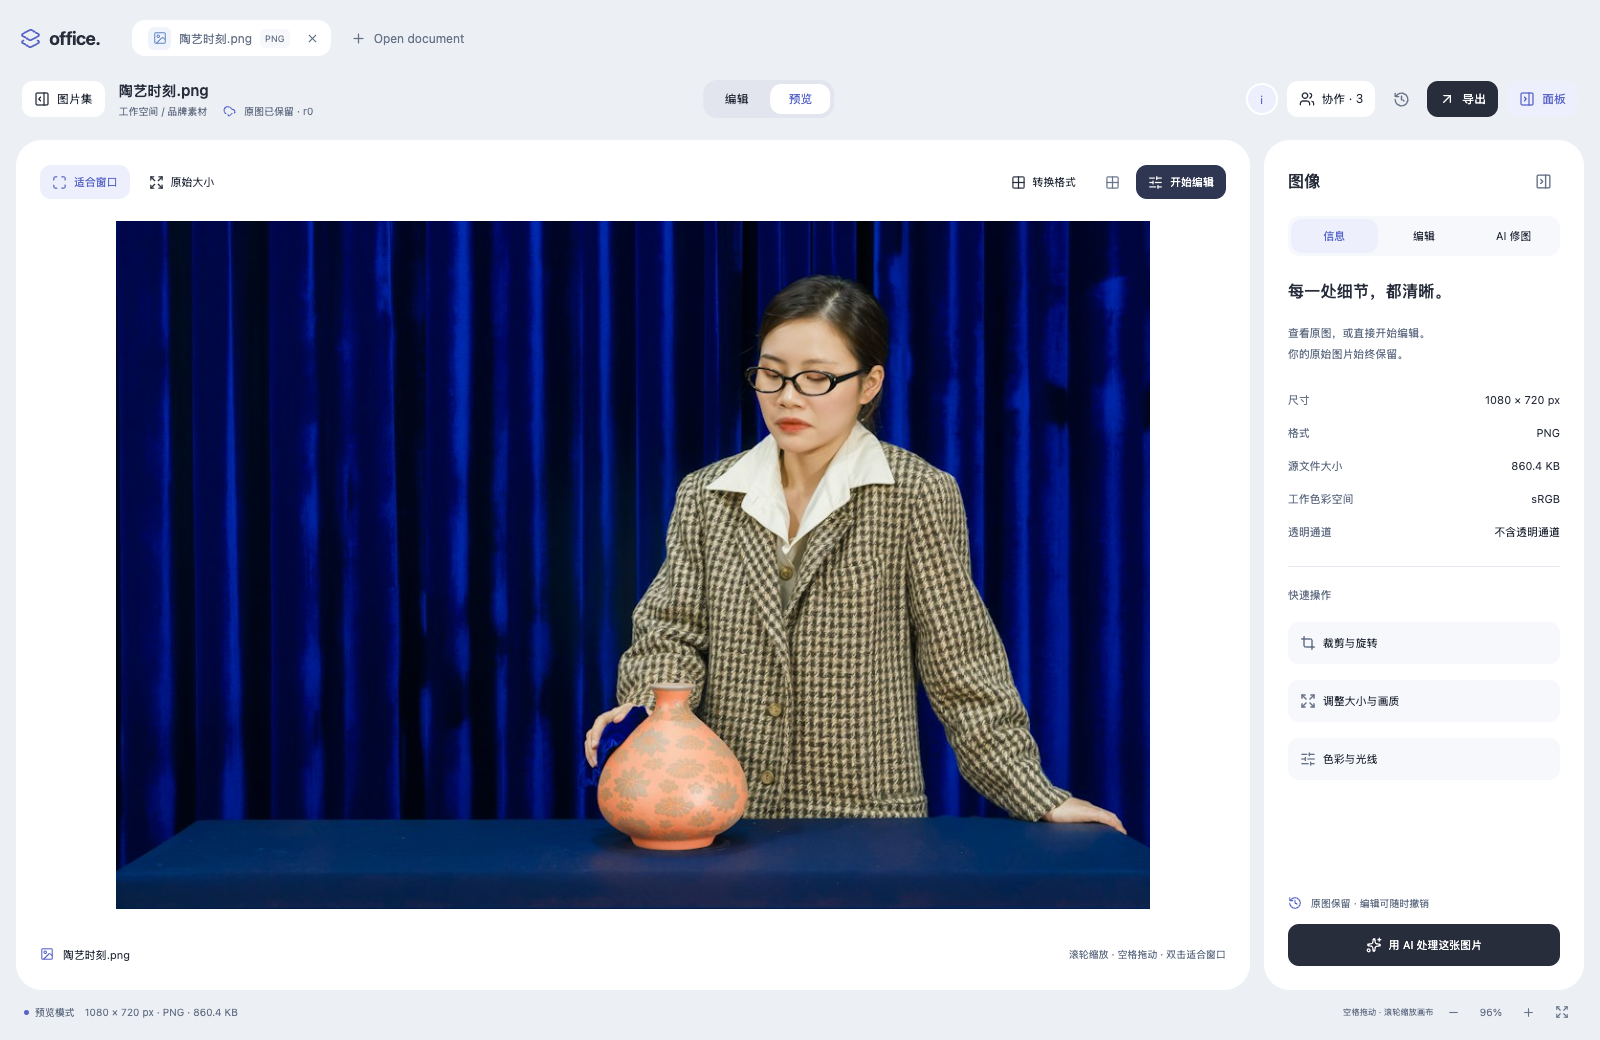 office.
陶艺时刻.png PNG
Open document
图片集
陶艺时刻.png
工作空间 / 品牌素材 原图已保留 · r0
编辑 预览
i 协作 · 3 导出 面板
适合窗口 原始大小
转换格式 开始编辑
图像
信息 编辑 AI 修图
每一处细节，都清晰。
查看原图，或直接开始编辑。
你的原始图片始终保留。
尺寸 1080 × 720 px
格式 PNG
源文件大小 860.4 KB
工作色彩空间 sRGB
透明通道 不含透明通道
快速操作
裁剪与旋转
调整大小与画质
色彩与光线
原图保留 · 编辑可随时撤销
用 AI 处理这张图片
陶艺时刻.png
滚轮缩放 · 空格拖动 · 双击适合窗口
预览模式 1080 × 720 px · PNG · 860.4 KB
空格拖动 · 滚轮缩放画布 96%